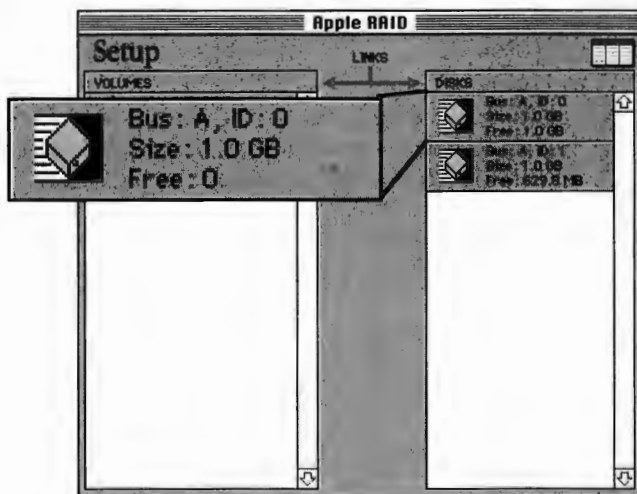 Apple RAID
Setup
LINKS
VOLUMES
DISKS
Bus: A, ID: 0
Size: 1.0 GB
Free: 0
Bus: A, ID: 0
Size: 1.0 GB
Free: 1.0 GB
Bus: A, ID: 1
Size: 1.0 GB
Free: 829.8 MB